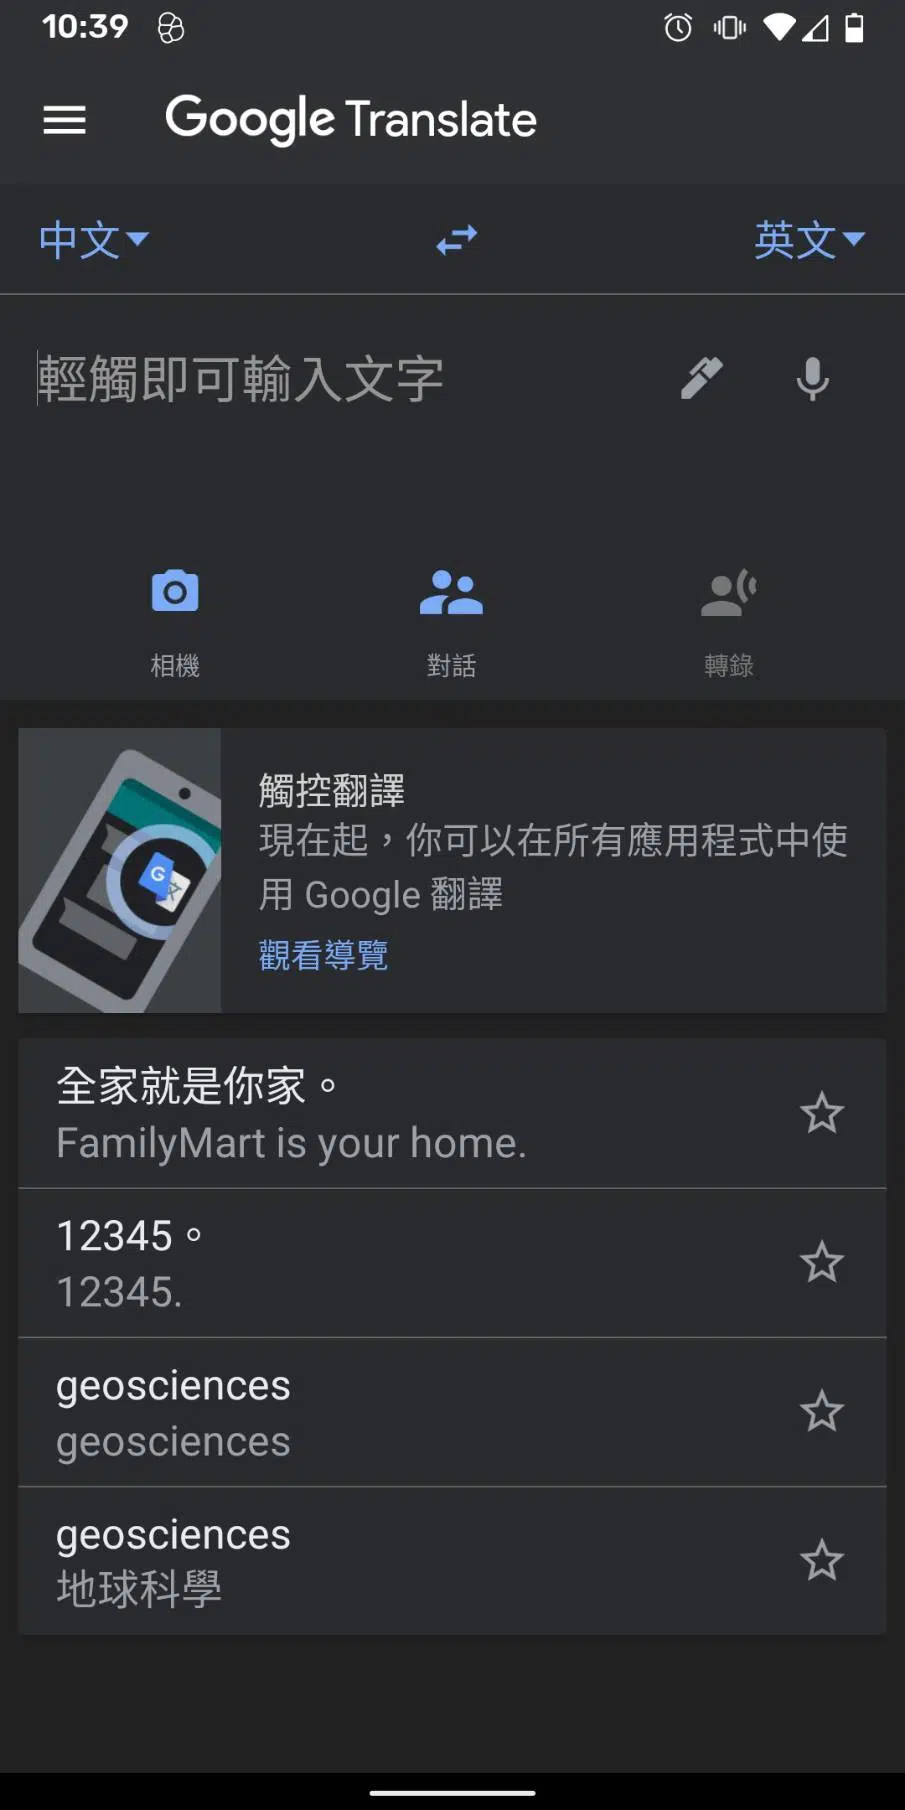 10:39
Google Translate
中文
英文
輕觸即可輸入文字
相機
對話
轉錄
觸控翻譯
現在起，你可以在所有應用程式中使
用 Google 翻譯
觀看導覽
全家就是你家。
FamilyMart is your home.
12345。
12345.
geosciences
geosciences
geosciences
地球科學